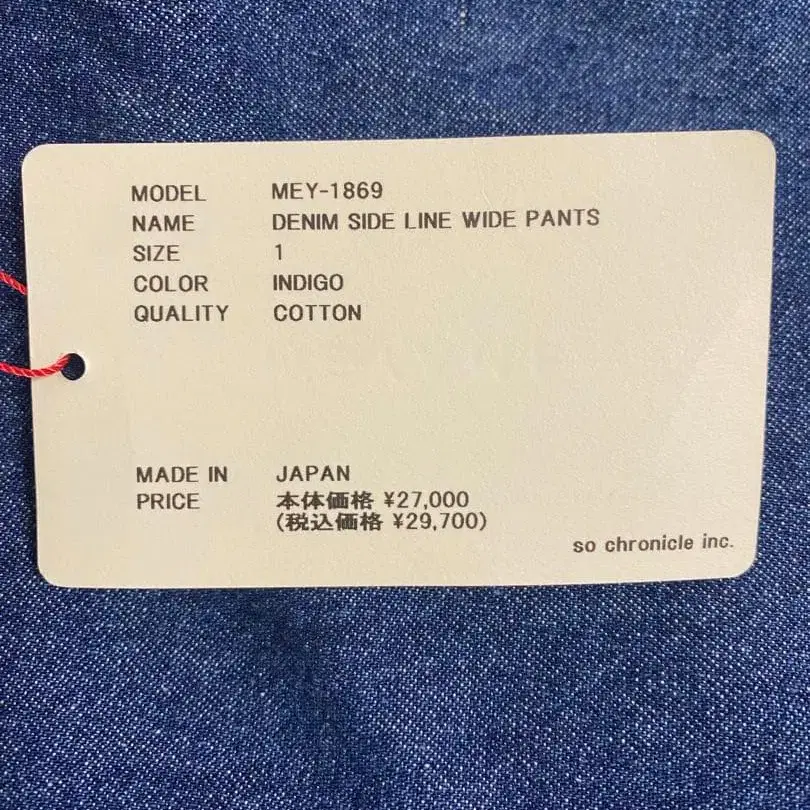 MODEL MEY-1869
NAME DENIM SIDE LINE WIDE PANTS
SIZE 1
COLOR INDIGO
QUALITY COTTON
MADE IN JAPAN
PRICE 本体価格 ¥27,000
(税込価格 ¥29,700)
so chronicle inc.